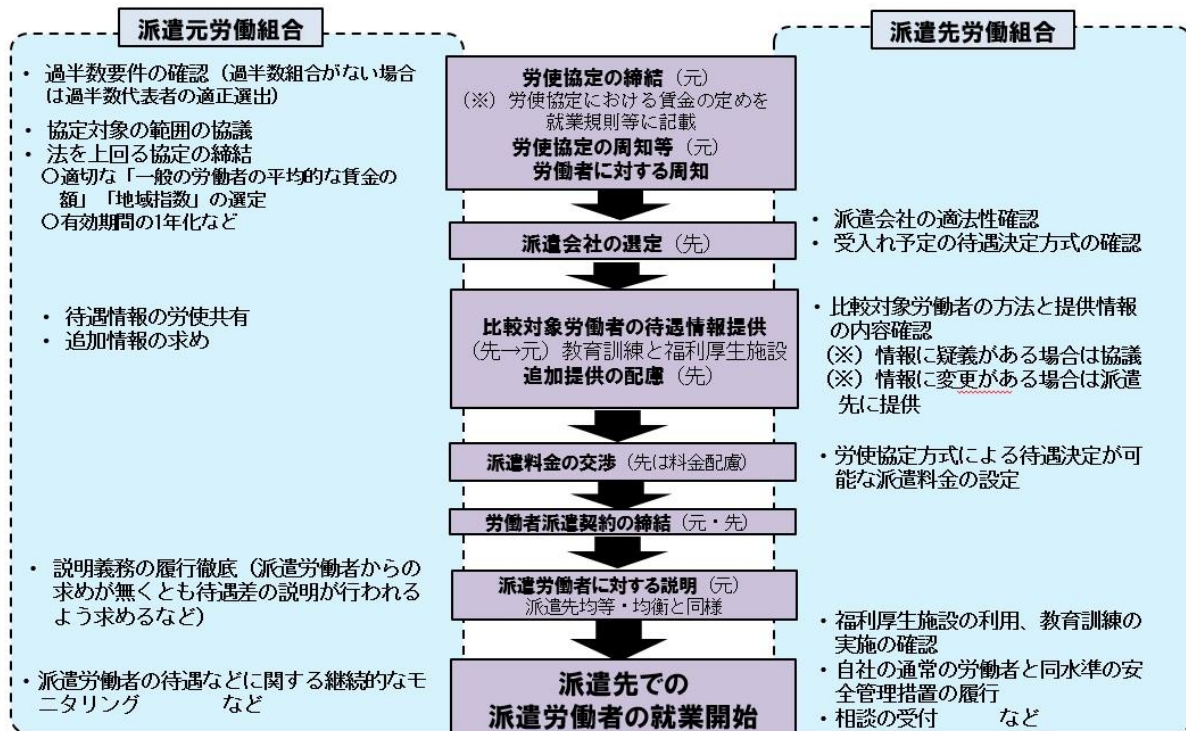 派遣元労働組合
・ 過半数要件の確認（過半数組合がない場合
は過半数代表者の適正選出）
・ 協定対象の範囲の協議
・ 法を上回る協定の締結
〇適切な「一般の労働者の平均的な賃金の
額」「地域指数」の選定
〇有効期間の1年化など
・ 待遇情報の労使共有
・ 追加情報の求め
・ 説明義務の履行徹底（派遣労働者からの
求めが無くとも待遇差の説明が行われる
よう求めるなど）
・派遣労働者の待遇などに関する継続的なモ
ニタリング　　　　など
労使協定の締結（元）
（※）労使協定における賃金の定めを
就業規則等に記載
労使協定の周知等（元）
労働者に対する周知
派遣会社の選定（先）
比較対象労働者の待遇情報提供
（先→元）教育訓練と福利厚生施設
追加提供の配慮（先）
派遣料金の交渉（先は料金配慮）
労働者派遣契約の締結（元・先）
派遣労働者に対する説明（元）
派遣先均等・均衡と同様
派遣先での
派遣労働者の就業開始
派遣先労働組合
・ 派遣会社の適法性確認
・ 受入れ予定の待遇決定方式の確認
・比較対象労働者の方法と提供情報
の内容確認
（※）情報に疑義がある場合は協議
（※）情報に変更がある場合は派遣
先に提供
・労使協定方式による待遇決定が可
能な派遣料金の設定
・福利厚生施設の利用、教育訓練の
実施の確認
・自社の通常の労働者と同水準の安
全管理措置の履行
・相談の受付　　　など